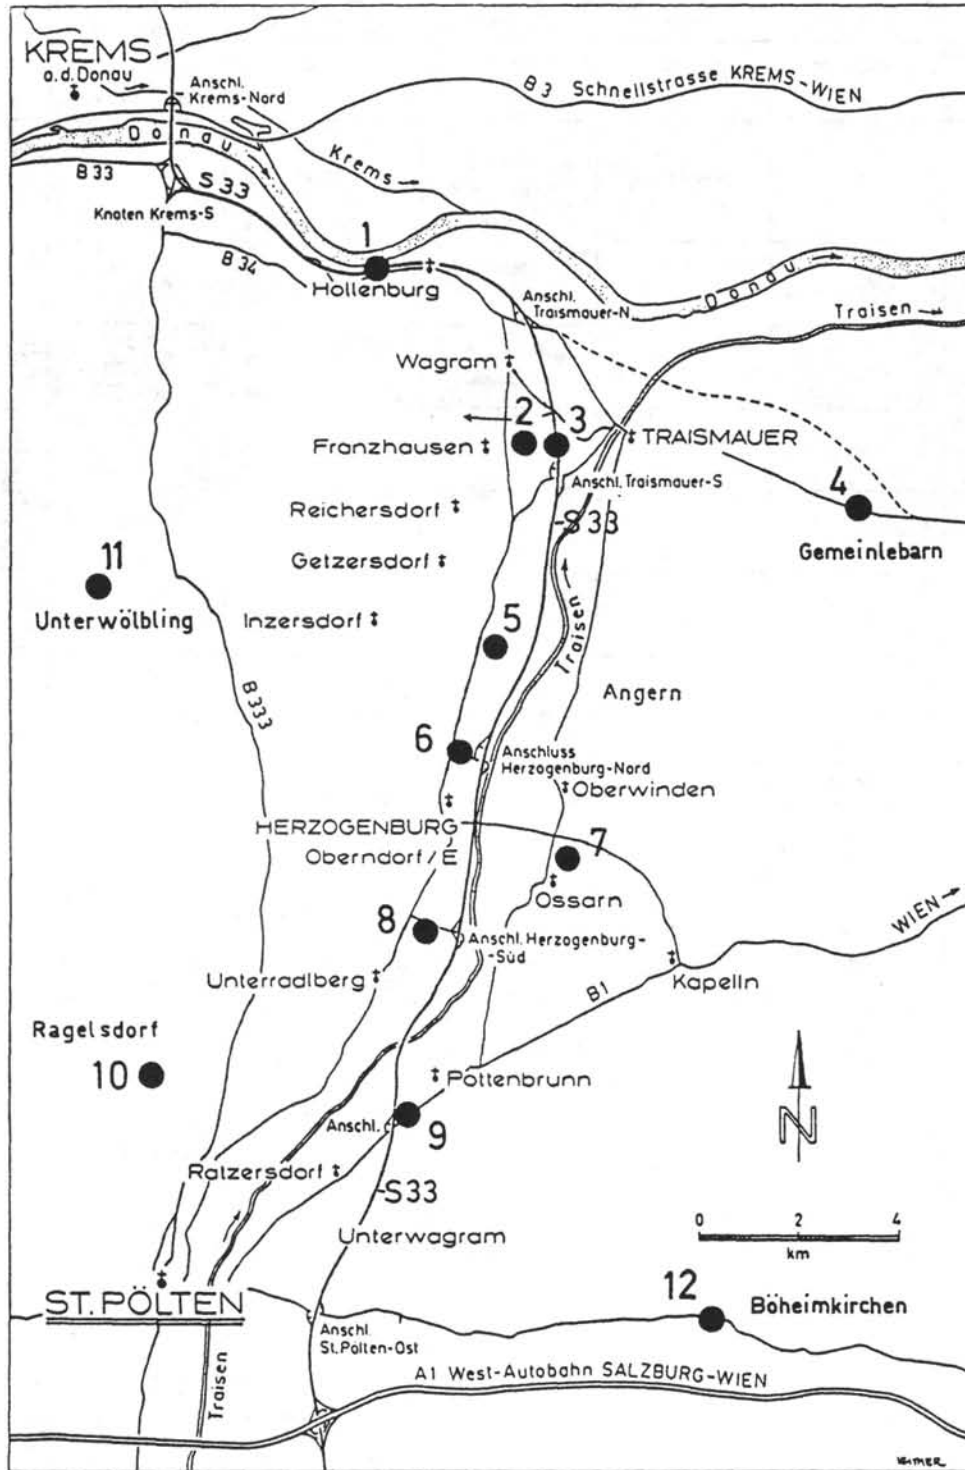 KREMS
a.d.Donau
Anschl.
Krems-Nord
B 3 Schnellstrasse KREMS-WIEN
Donau
Krems
B 33
S 33
Knoten Krems-S
1
B 34
Hollenburg
Donau
Anschl.
Traismauer-N
Traisen
Wagram
2
3
Franzhausen
TRAISMAUER
Anschl. Traismauer-S
4
Reichersdorf
-S 33
Gemeinlebarn
11
Getzersdorf
Unterwölbling
Inzersdorf
5
Traisen
B 333
Angern
6
Anschluss
Herzogenburg-Nord
Oberwinden
HERZOGENBURG
Oberndorf / E
7
Ossarn
8
Anschl. Herzogenburg-
-Süd
WIEN
Unterradlberg
B1
Kapelln
Ragelsdorf
10
Pottenbrunn
Anschl.
9
N
Ratzersdorf
-S33
Unterwagram
0 2 4
km
ST. PÖLTEN
12
Böheimkirchen
Anschl.
St.Pölten-Ost
Traisen
A1 West-Autobahn SALZBURG-WIEN